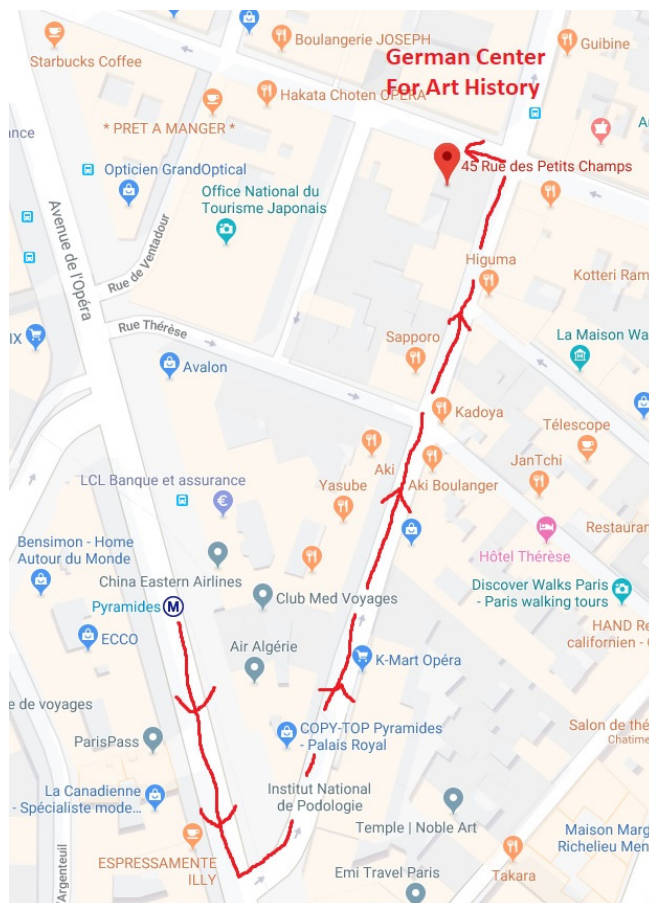 Boulangerie JOSEPH
Starbucks Coffee
German Center
For Art History
Guibine
Hakata Choten OPERA
* PRET A MANGER *
ance
Opticien GrandOptical
45 Rue des Petits Champs
Office National du
Tourisme Japonais
Avenue de l'Opéra
Rue de Ventadour
Higuma
Kotteri Ram
Rue Thérèse
IX
Sapporo
La Maison Wa
Avalon
Kadoya
Télescope
Aki
LCL Banque et assurance
Aki Boulanger
JanTchi
Yasube
Bensimon - Home
Autour du Monde
Restauran
China Eastern Airlines
Hôtel Thérèse
Pyramides M
Club Med Voyages
Discover Walks Paris
- Paris walking tours
ECCO
HAND Re
californien - C
Air Algérie
K-Mart Opéra
e de voyages
ParisPass
COPY-TOP Pyramides
- Palais Royal
Salon de thé
Chatime
La Canadienne
- Spécialiste mode...
Institut National
de Podologie
Temple | Noble Art
Maison Marg
Richelieu Men
ESPRESSAMENTE
ILLY
d'Argenteuil
Emi Travel Paris
Takara